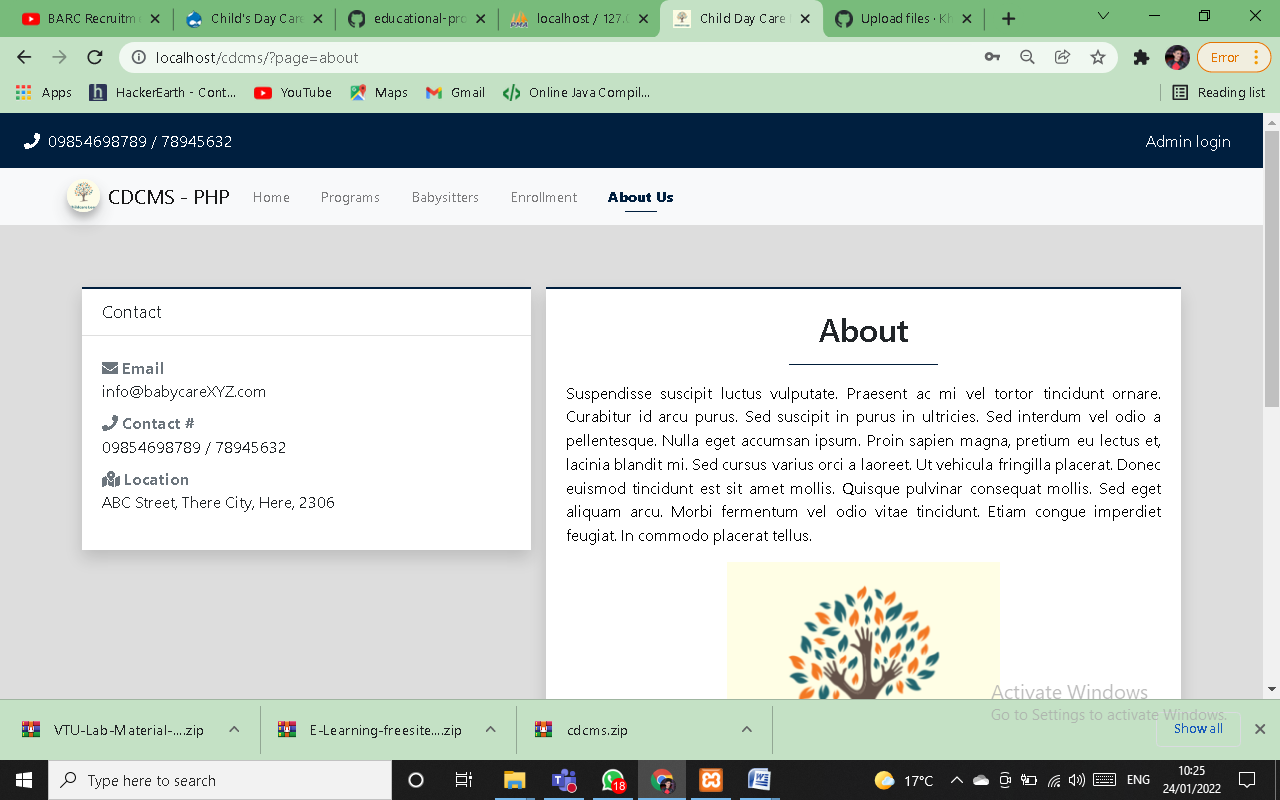 BARC Recruitm
Child's Day Care
educational-pro
localhost / 127.0
Child Day Care
Upload files · Kh
localhost/cdcms/?page=about
Error
Apps
HackerEarth - Cont...
YouTube
Maps
Gmail
Online Java Compil...
Reading list
09854698789 / 78945632
Admin login
CDCMS - PHP
Home
Programs
Babysitters
Enrollment
About Us
Contact
Email
info@babycareXYZ.com
Contact #
09854698789 / 78945632
Location
ABC Street, There City, Here, 2306
About
Suspendisse suscipit luctus vulputate. Praesent ac mi vel tortor tincidunt ornare.
Curabitur id arcu purus. Sed suscipit in purus in ultricies. Sed interdum vel odio a
pellentesque. Nulla eget accumsan ipsum. Proin sapien magna, pretium eu lectus et,
lacinia blandit mi. Sed cursus varius orci a laoreet. Ut vehicula fringilla placerat. Donec
euismod tincidunt est sit amet mollis. Quisque pulvinar consequat mollis. Sed eget
aliquam arcu. Morbi fermentum vel odio vitae tincidunt. Etiam congue imperdiet
feugiat. In commodo placerat tellus.
Activate Windows
Go to Settings to activate Windows.
VTU-Lab-Material-....zip
E-Learning-freesite....zip
cdcms.zip
Show all
Type here to search
18
17°C
ENG
10:25
24/01/2022